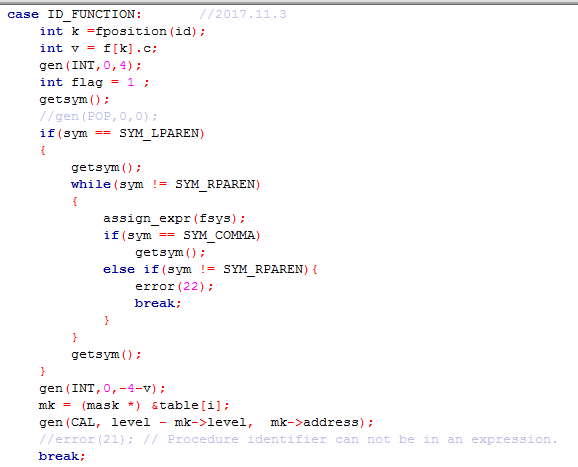 case ID_FUNCTION: //2017.11.3
int k =fposition(id);
int v = f[k].c;
gen(INT,0,4);
int flag = 1 ;
getsym();
//gen(POP,0,0);
if(sym == SYM_LPAREN)
{
getsym();
while(sym != SYM_RPAREN)
{
assign_expr(fsys);
if(sym == SYM_COMMA)
getsym();
else if(sym != SYM_RPAREN){
error(22);
break;
}
}
getsym();
}
gen(INT,0,-4-v);
mk = (mask *) &table[i];
gen(CAL, level - mk->level, mk->address);
//error(21); // Procedure identifier can not be in an expression.
break;